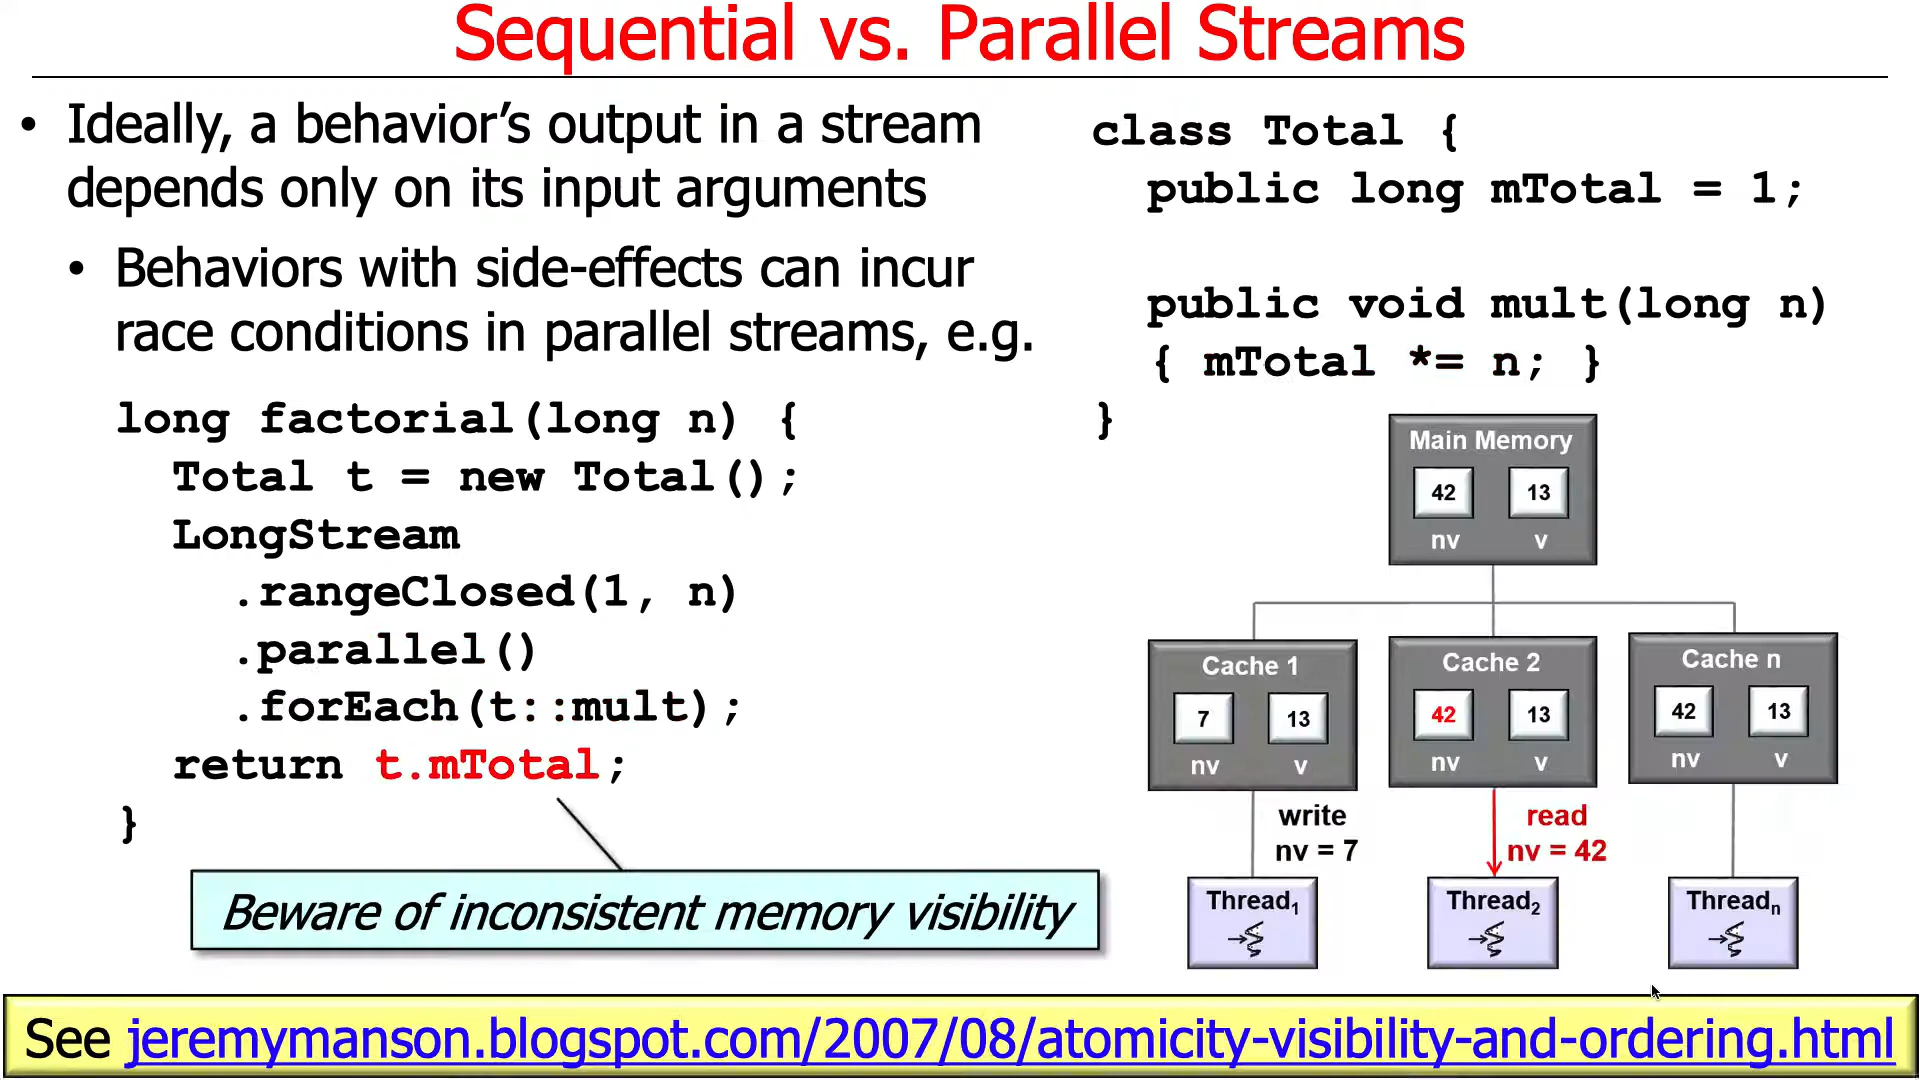 Sequential vs. Parallel Streams
• Ideally, a behavior’s output in a stream
depends only on its input arguments
• Behaviors with side-effects can incur
race conditions in parallel streams, e.g.
long factorial(long n) {
Total t = new Total();
LongStream
.rangeClosed(1, n)
.parallel()
.forEach(t::mult);
return t.mTotal;
}
Beware of inconsistent memory visibility
class Total {
public long mTotal = 1;
public void mult(long n)
{ mTotal *= n; }
}
Main Memory
42 13
nv v
Cache 1
7 13
nv v
Cache 2
42 13
nv v
Cache n
42 13
nv v
write
nv = 7
read
nv = 42
Thread1
Thread2
Threadn
See jeremymanson.blogspot.com/2007/08/atomicity-visibility-and-ordering.html